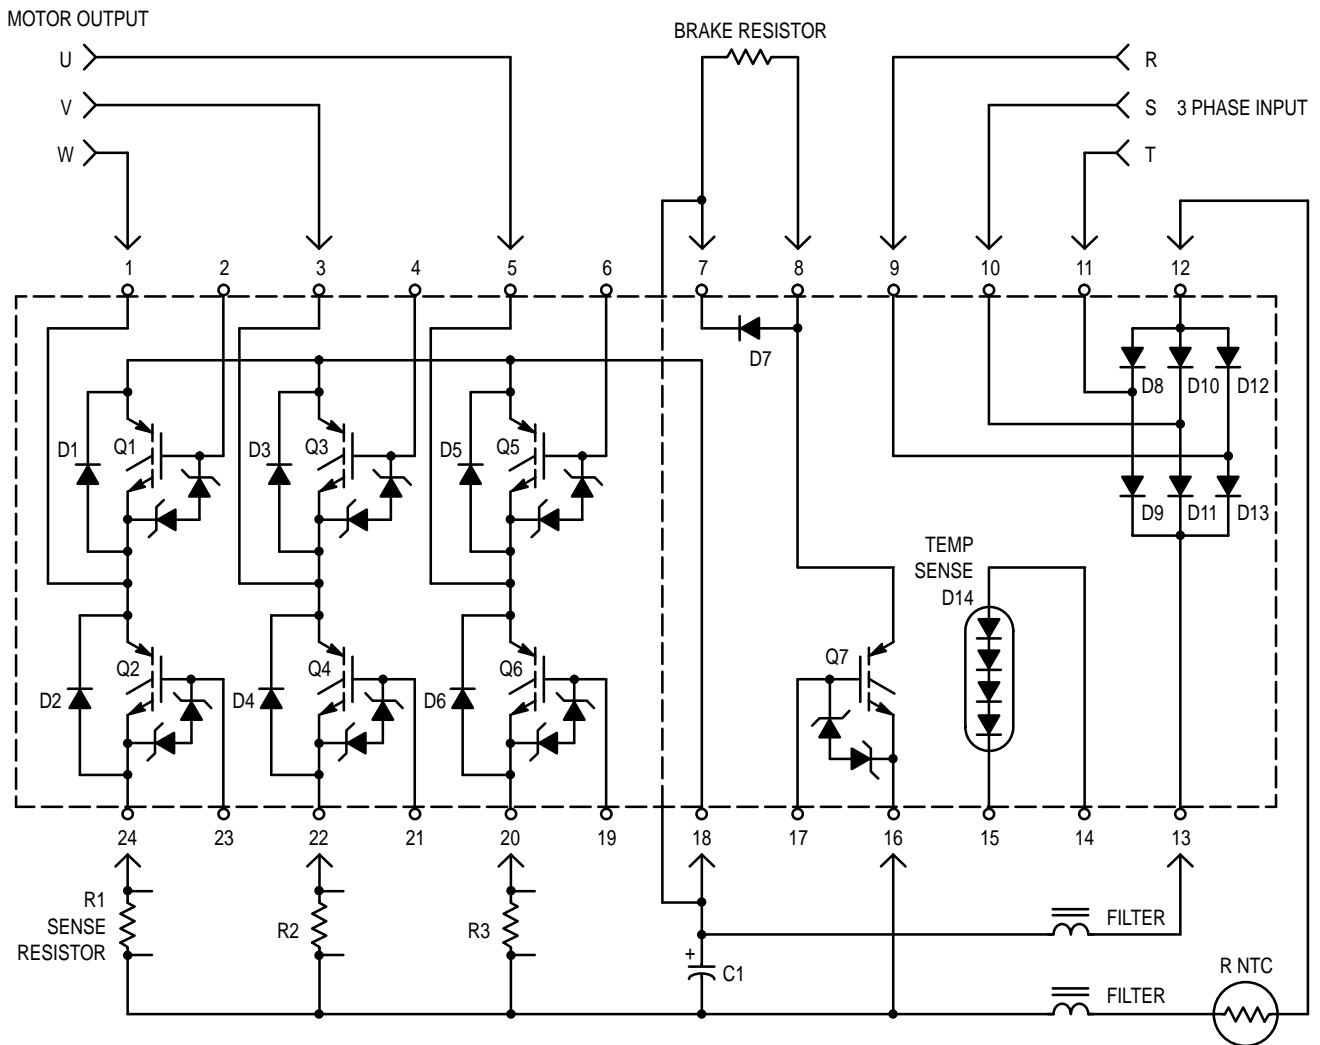 MOTOR OUTPUT
BRAKE RESISTOR
U
R
V
S 3 PHASE INPUT
W
T
1 2 3 4 5 6 7 8 9 10 11 12
D7
D8 D10 D12
D1 Q1 D3 Q3 D5 Q5
D9 D11 D13
TEMP
SENSE
D14
D2 Q2 D4 Q4 D6 Q6 Q7
24 23 22 21 20 19 18 17 16 15 14 13
R1
SENSE
RESISTOR
R2
R3
FILTER
+
C1
R NTC
FILTER